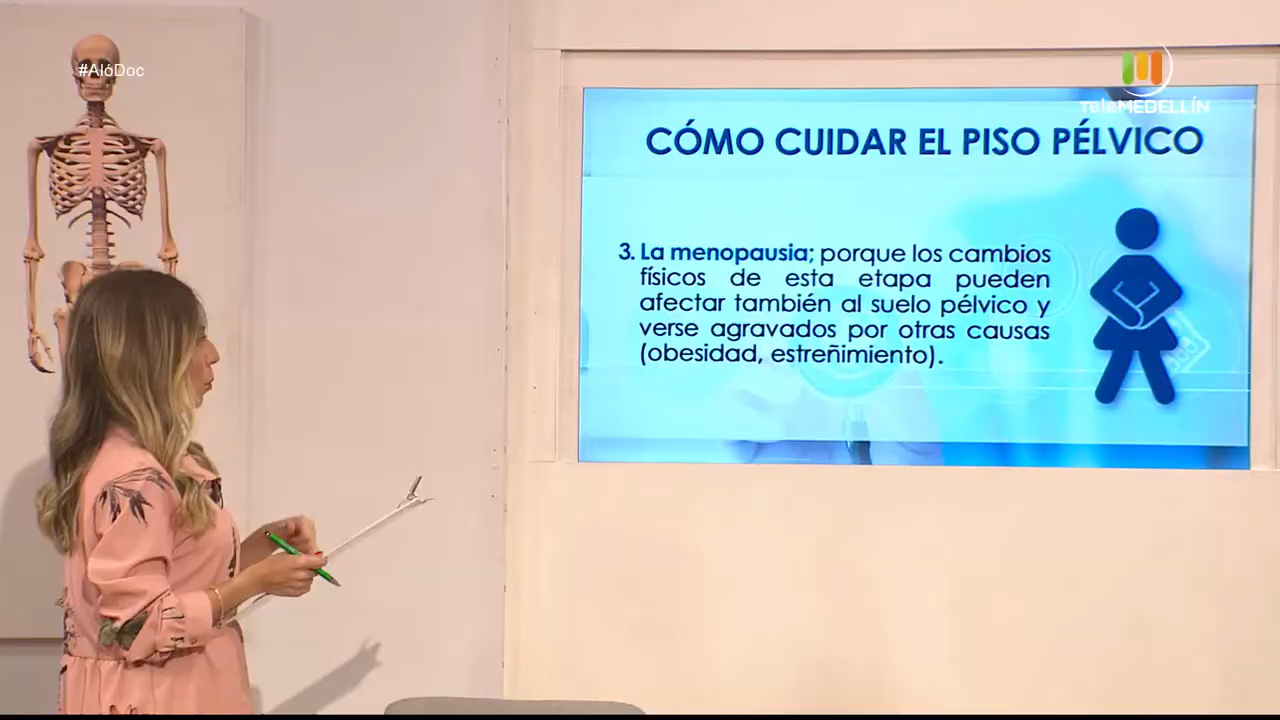 #AlóDoc
TeleMEDELLÍN
CÓMO CUIDAR EL PISO PÉLVICO
3. La menopausia; porque los cambios
físicos de esta etapa pueden
afectar también al suelo pélvico y
verse agravados por otras causas
(obesidad, estreñimiento).